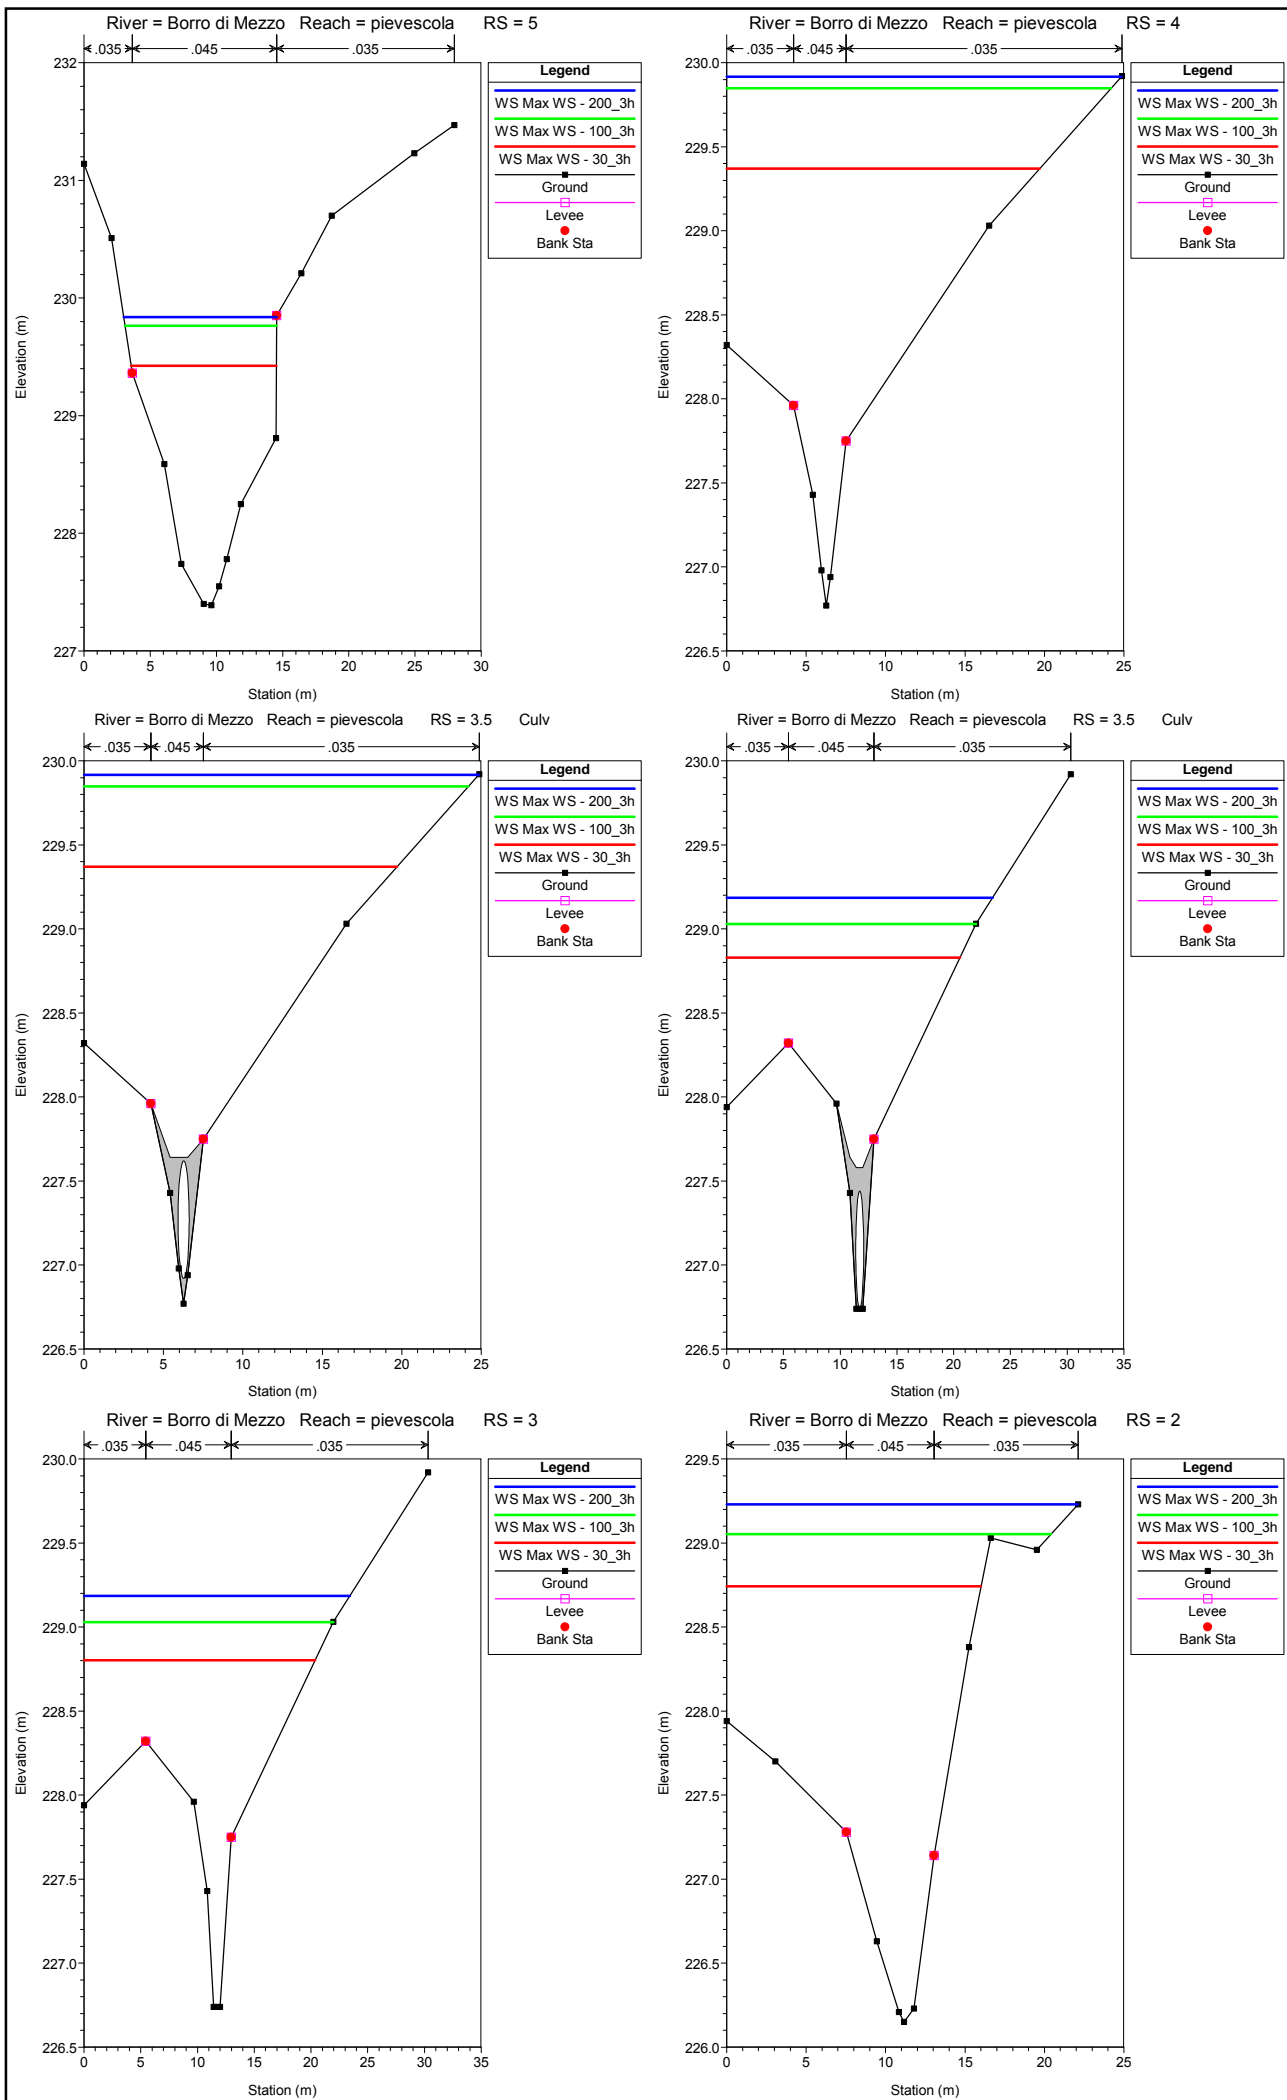 River = Borro di Mezzo Reach = pievescola RS = 5
.035 .045 .035
232
231
230
229
228
227
0 5 10 15 20 25 30
Station (m)
Elevation (m)
Legend
WS Max WS - 200_3h
WS Max WS - 100_3h
WS Max WS - 30_3h
Ground
Levee
Bank Sta
River = Borro di Mezzo Reach = pievescola RS = 4
.035 .045 .035
230.0
229.5
229.0
228.5
228.0
227.5
227.0
226.5
0 5 10 15 20 25
Station (m)
Elevation (m)
Legend
WS Max WS - 200_3h
WS Max WS - 100_3h
WS Max WS - 30_3h
Ground
Levee
Bank Sta
River = Borro di Mezzo Reach = pievescola RS = 3.5 Culv
.035 .045 .035
230.0
229.5
229.0
228.5
228.0
227.5
227.0
226.5
0 5 10 15 20 25
Station (m)
Elevation (m)
Legend
WS Max WS - 200_3h
WS Max WS - 100_3h
WS Max WS - 30_3h
Ground
Levee
Bank Sta
River = Borro di Mezzo Reach = pievescola RS = 3.5 Culv
.035 .045 .035
230.0
229.5
229.0
228.5
228.0
227.5
227.0
226.5
0 5 10 15 20 25 30 35
Station (m)
Elevation (m)
Legend
WS Max WS - 200_3h
WS Max WS - 100_3h
WS Max WS - 30_3h
Ground
Levee
Bank Sta
River = Borro di Mezzo Reach = pievescola RS = 3
.035 .045 .035
230.0
229.5
229.0
228.5
228.0
227.5
227.0
226.5
0 5 10 15 20 25 30 35
Station (m)
Elevation (m)
Legend
WS Max WS - 200_3h
WS Max WS - 100_3h
WS Max WS - 30_3h
Ground
Levee
Bank Sta
River = Borro di Mezzo Reach = pievescola RS = 2
.035 .045 .035
229.5
229.0
228.5
228.0
227.5
227.0
226.5
226.0
0 5 10 15 20 25
Station (m)
Elevation (m)
Legend
WS Max WS - 200_3h
WS Max WS - 100_3h
WS Max WS - 30_3h
Ground
Levee
Bank Sta